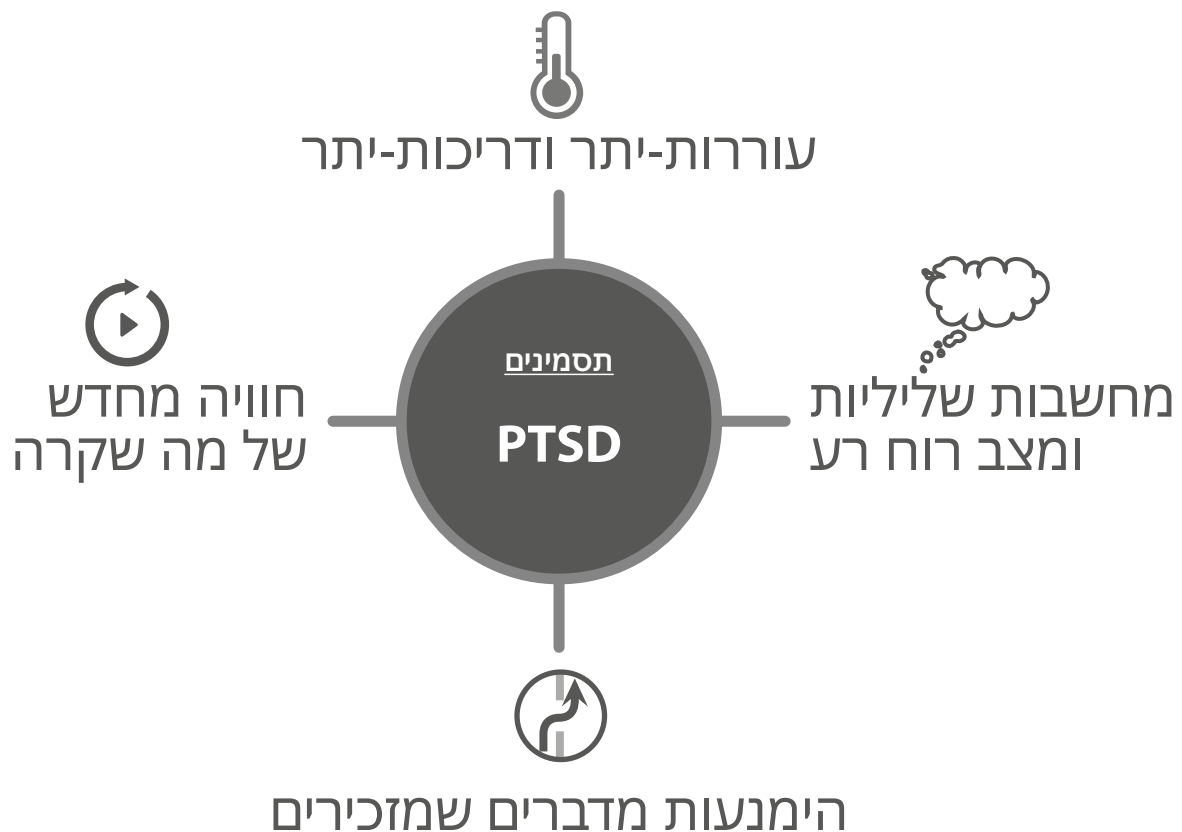 עוררות-יתר ודריכות-יתר
מחשבות שליליות
ומצב רוח רע
תסמינים
PTSD
חוויה מחדש
של מה שקרה
הימנעות מדברים שמזכירים